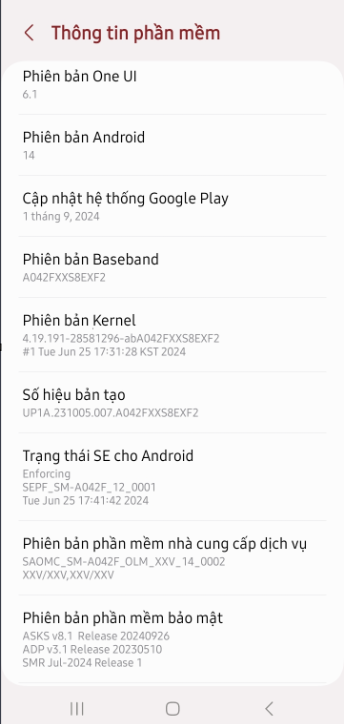 Thông tin phần mềm
Phiên bản One UI
6.1
Phiên bản Android
14
Cập nhật hệ thống Google Play
1 tháng 9, 2024
Phiên bản Baseband
A042FXXS8EXF2
Phiên bản Kernel
4.19.191-28581296-abA042FXXS8EXF2
#1 Tue Jun 25 17:31:28 KST 2024
Số hiệu bản tạo
UP1A.231005.007.A042FXXS8EXF2
Trạng thái SE cho Android
Enforcing
SEPF_SM-A042F_12_0001
Tue Jun 25 17:41:42 2024
Phiên bản phần mềm nhà cung cấp dịch vụ
SAOMC_SM-A042F_OLM_XXV_14_0002
XXV/XXV,XXV/XXV
Phiên bản phần mềm bảo mật
ASKS v8.1 Release 20240926
ADP v3.1 Release 20230510
SMR Jul-2024 Release 1